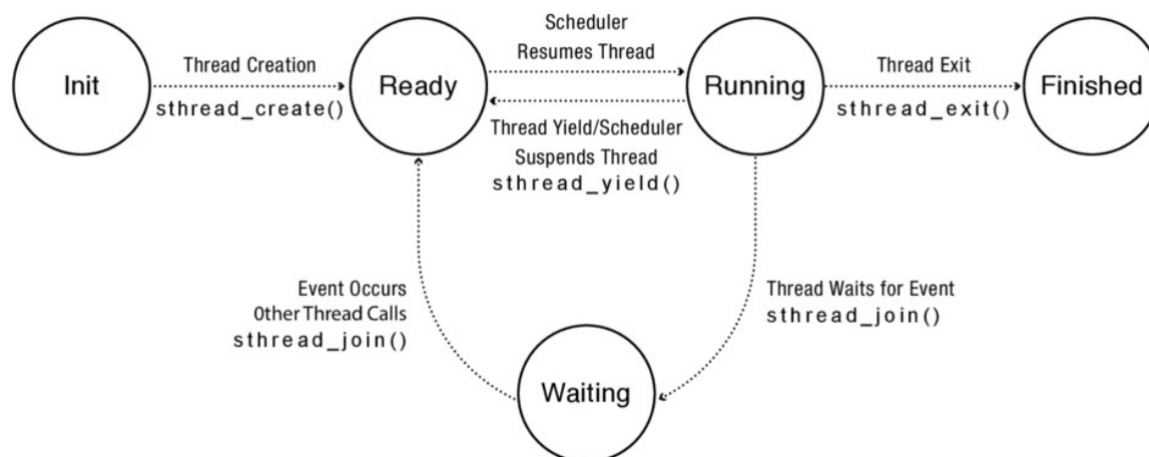 Init
Thread Creation
sthread_create()
Ready
Scheduler
Resumes Thread
Thread Yield/Scheduler
Suspends Thread
sthread_yield()
Running
Thread Exit
sthread_exit()
Finished
Event Occurs
Other Thread Calls
sthread_join()
Thread Waits for Event
sthread_join()
Waiting